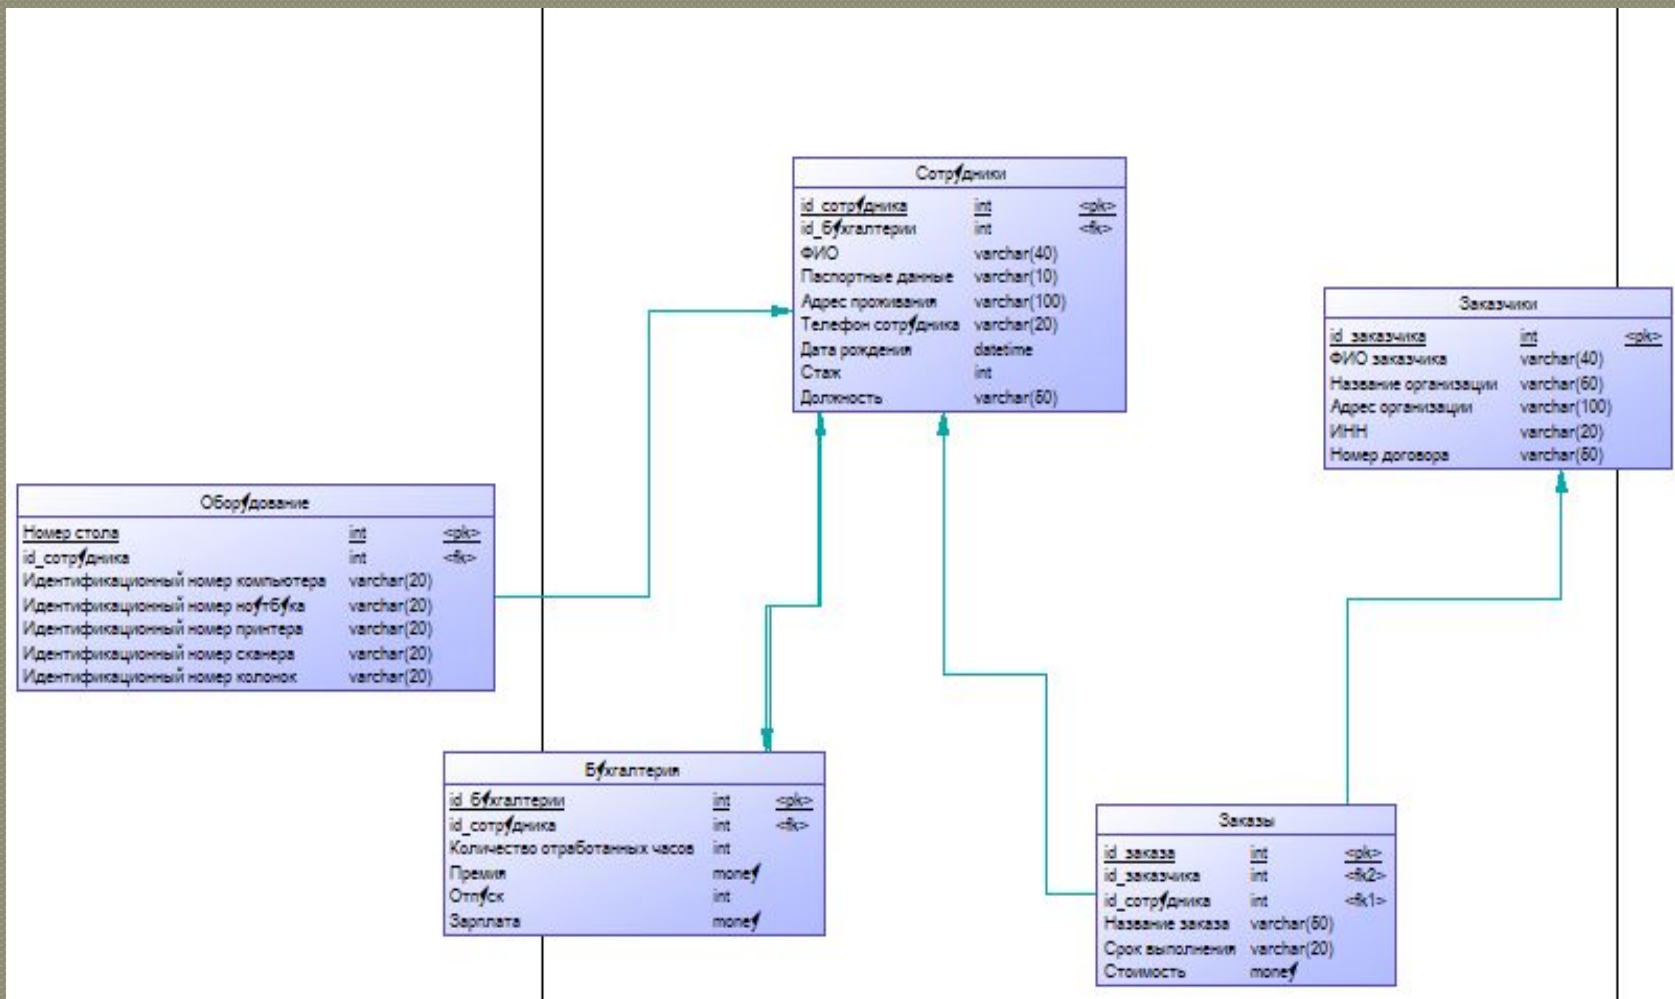 Сотрудники
id_сотрудника int <pk>
id_бухгалтерии int <fk>
ФИО varchar(40)
Паспортные данные varchar(10)
Адрес проживания varchar(100)
Телефон сотрудника varchar(20)
Дата рождения datetime
Стаж int
Должность varchar(50)
Заказчики
id_заказчика int <pk>
ФИО заказчика varchar(40)
Название организации varchar(60)
Адрес организации varchar(100)
ИНН varchar(20)
Номер договора varchar(50)
Оборудование
Номер стола int <pk>
id_сотрудника int <fk>
Идентификационный номер компьютера varchar(20)
Идентификационный номер ноутбука varchar(20)
Идентификационный номер принтера varchar(20)
Идентификационный номер сканера varchar(20)
Идентификационный номер колонок varchar(20)
Бухгалтерия
id_бухгалтерии int <pk>
id_сотрудника int <fk>
Количество отработанных часов int
Премия money
Отпуск int
Зарплата money
Заказы
id_заказа int <pk>
id_заказчика int <fk2>
id_сотрудника int <fk1>
Название заказа varchar(50)
Срок выполнения varchar(20)
Стоимость money